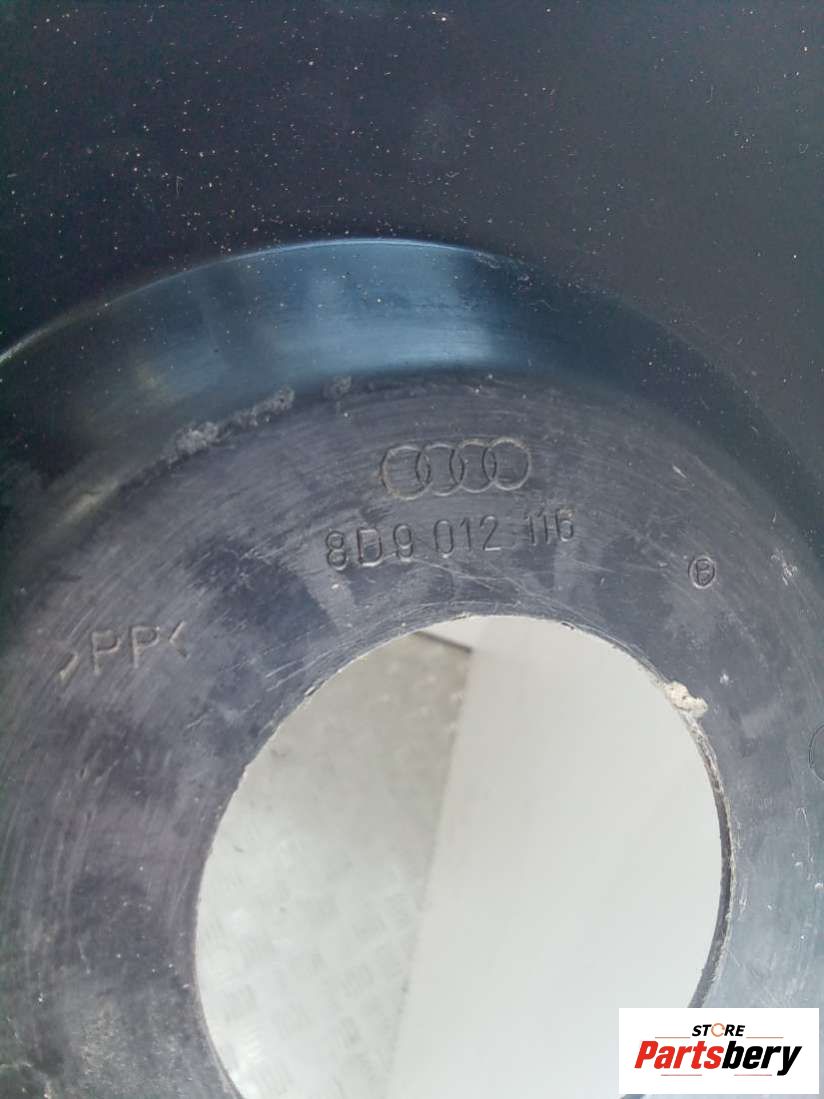 8D9 012 116
P
>PP<
STORE
Partsbery